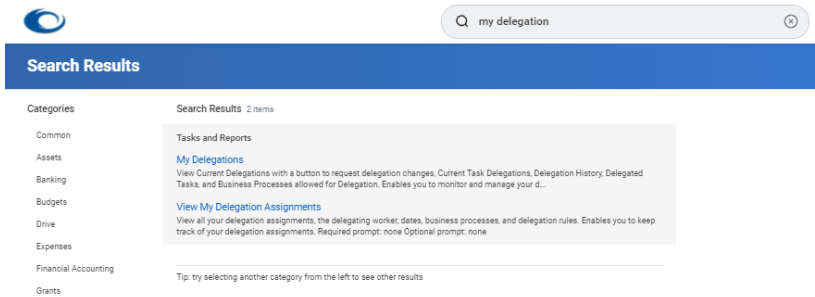 my delegation
Search Results
Categories
Common
Assets
Banking
Budgets
Drive
Expenses
Financial Accounting
Grants
Search Results 2 items
Tasks and Reports
My Delegations
View Current Delegations with a button to request delegation changes, Current Task Delegations, Delegation History, Delegated
Tasks, and Business Processes allowed for Delegation. Enables you to monitor and manage your d...
View My Delegation Assignments
View all your delegation assignments, the delegating worker, dates, business processes, and delegation rules. Enables you to keep
track of your delegation assignments. Required prompt: none Optional prompt: none
Tip: try selecting another category from the left to see other results